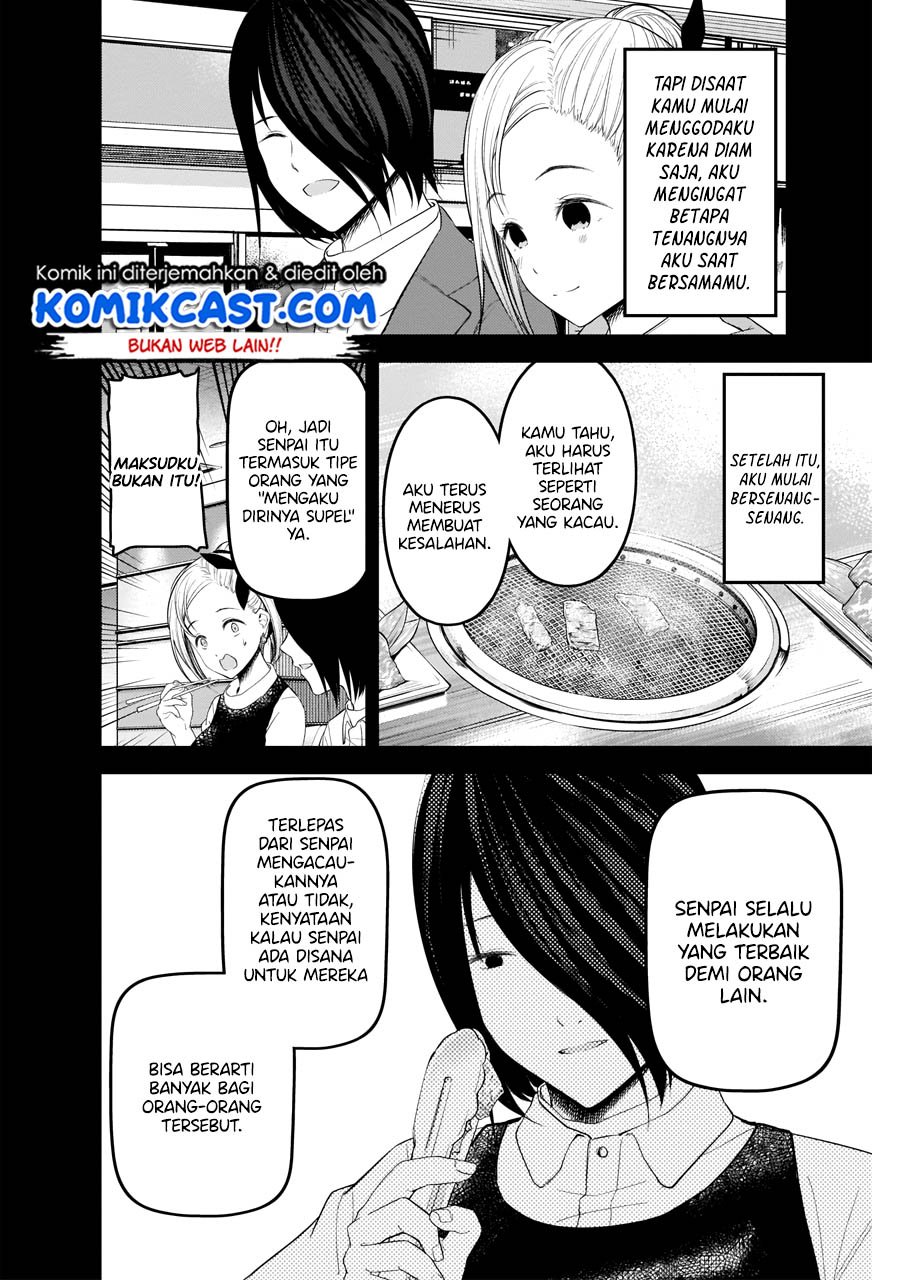 TAPI DISAAT
KAMU MULAI
MENGGODAKU
KARENA DIAM
SAJA, AKU
MENGINGAT
BETAPA
TENANGNYA
AKU SAAT
BERSAMAMU.
Komik ini diterjemahkan & diedit oleh
KOMIKCAST.COM
BUKAN WEB LAIN!!
SETELAH ITU,
AKU MULAI
BERSENANG-
SENANG.
KAMU TAHU,
AKU HARUS
TERLIHAT
SEPERTI
SEORANG
YANG KACAU.
AKU TERUS
MENERUS
MEMBUAT
KESALAHAN.
OH, JADI
SENPAI ITU
TERMASUK TIPE
ORANG YANG
"MENGAKU
DIRINYA SUPEL"
YA.
MAKSUDKU,
BUKAN ITU!
SENPAI SELALU
MELAKUKAN
YANG TERBAIK
DEMI ORANG
LAIN.
TERLEPAS
DARI SENPAI
MENGACAU-
KANNYA
ATAU TIDAK,
KENYATAAN
KALAU SENPAI
ADA DISANA
UNTUK MEREKA
BISA BERARTI
BANYAK BAGI
ORANG-ORANG
TERSEBUT.